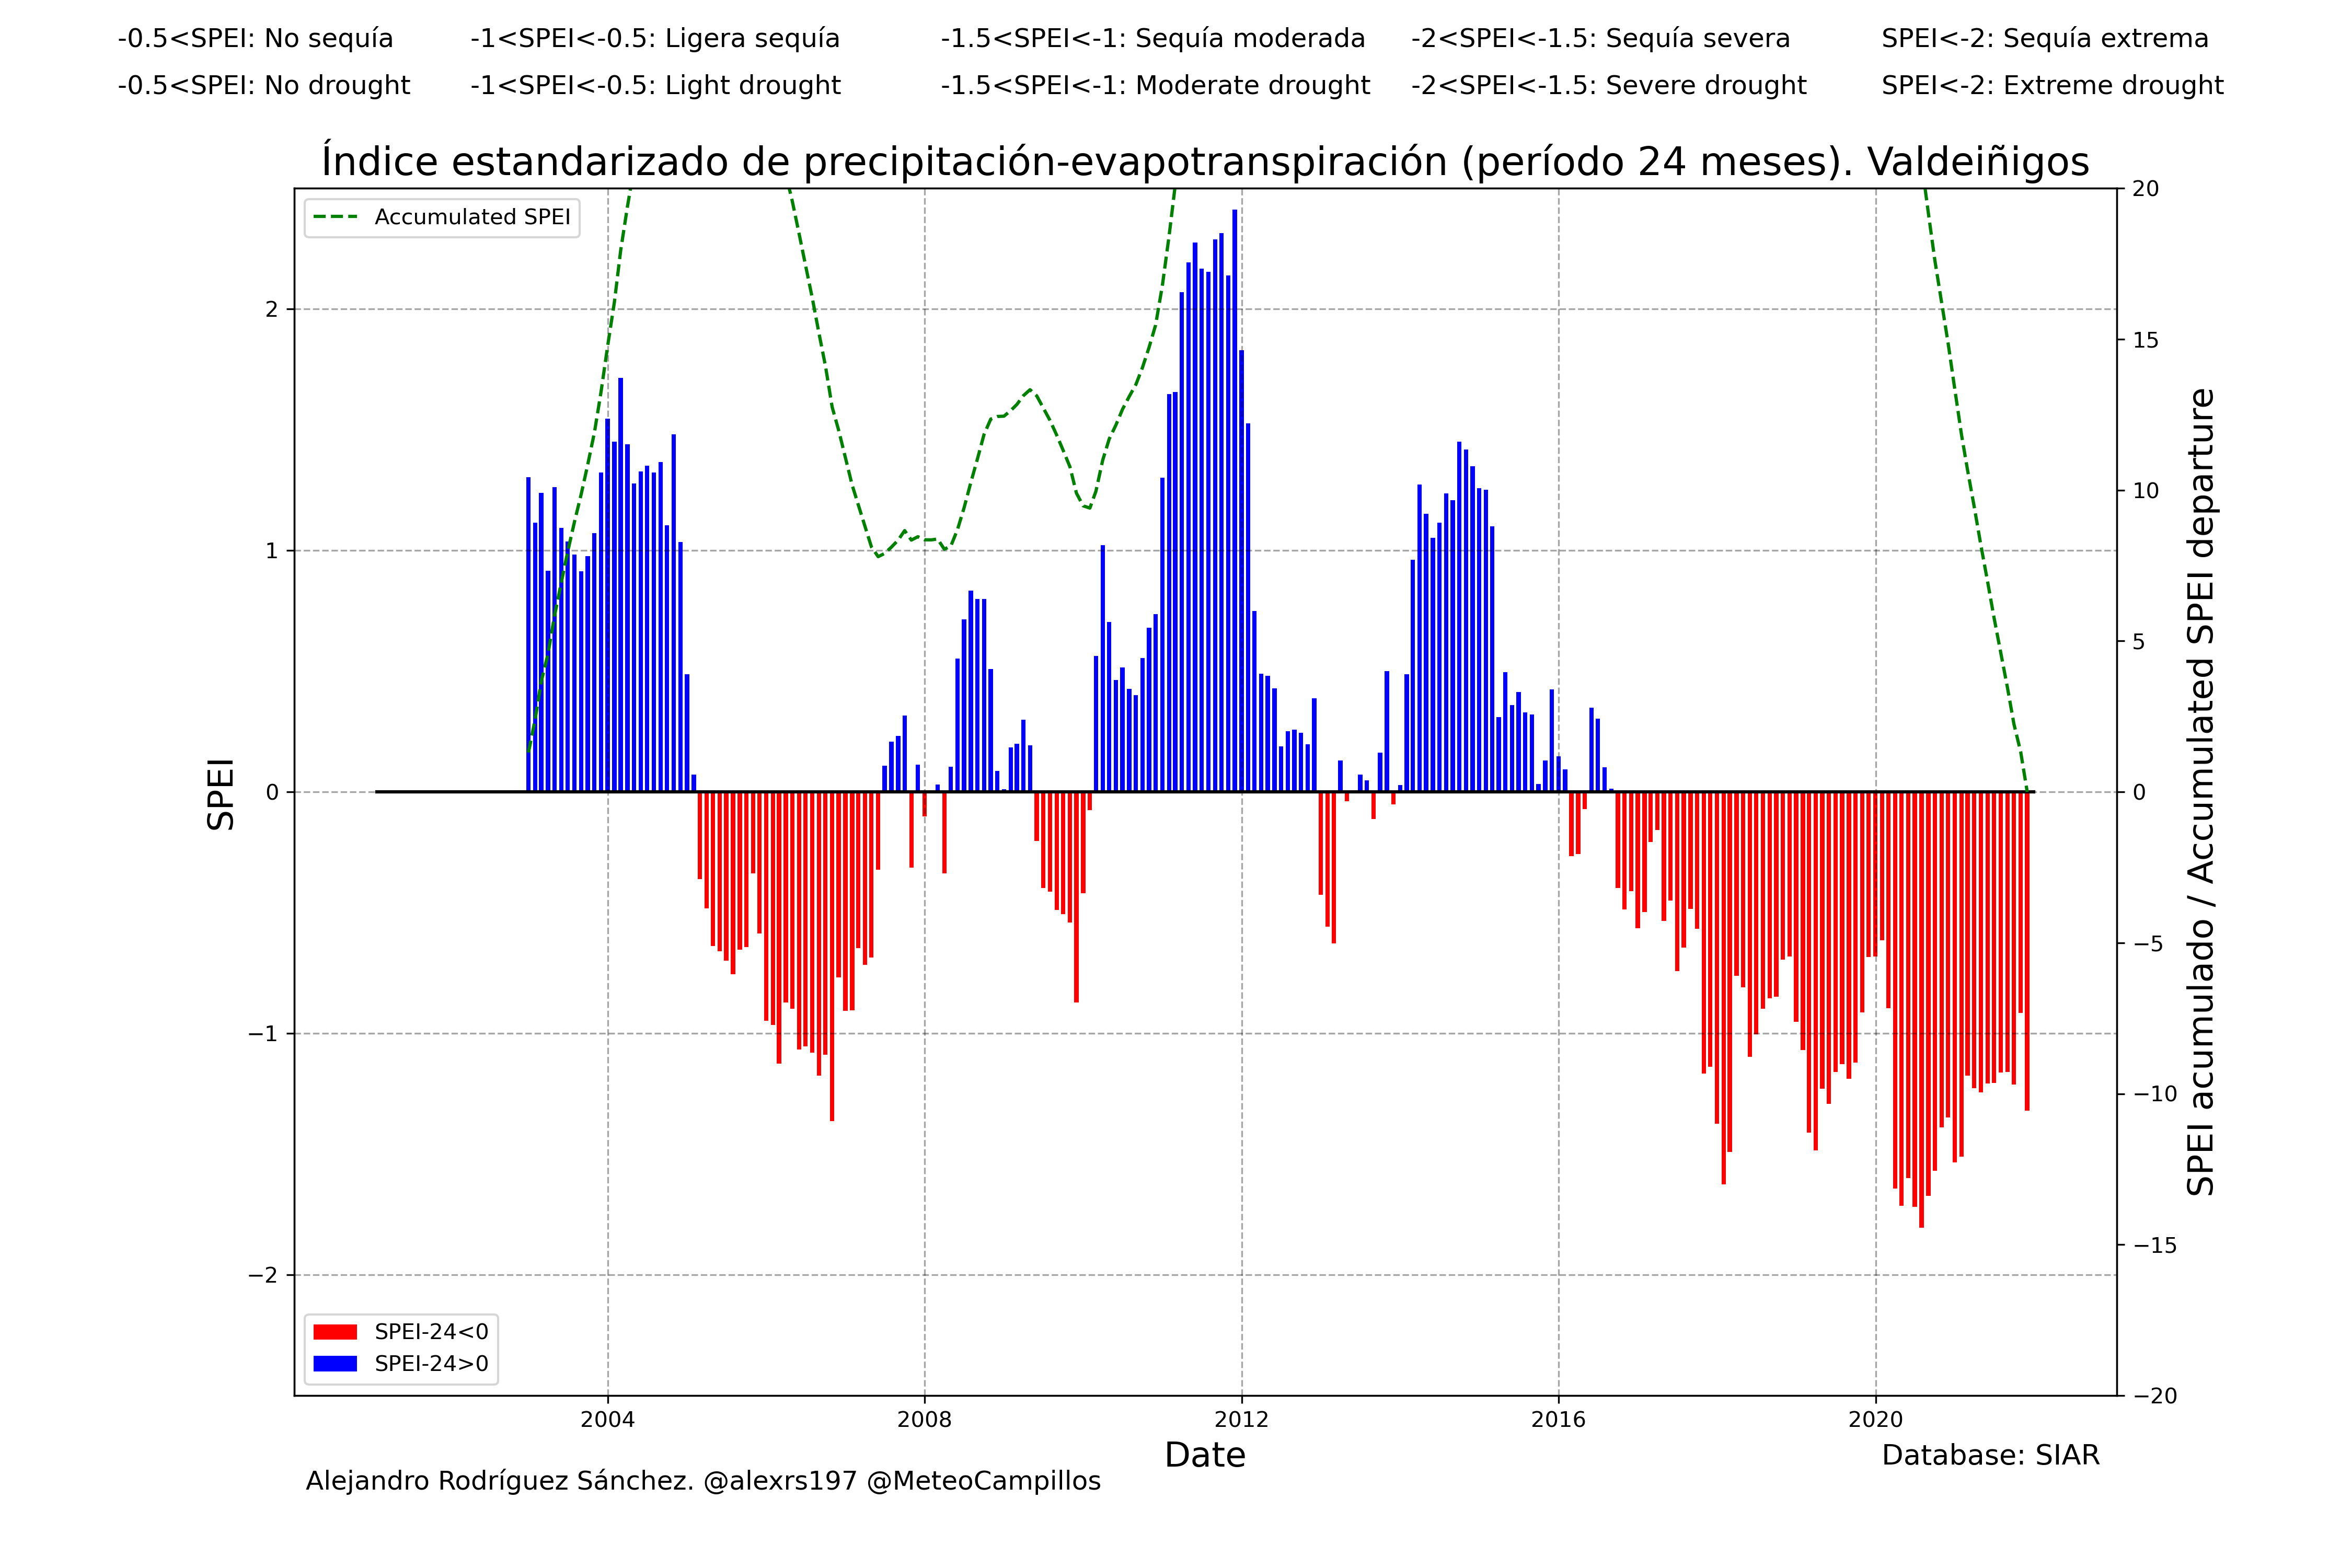 -0.5<SPEI: No sequía
-1<SPEI<-0.5: Ligera sequía
-1.5<SPEI<-1: Sequía moderada
-2<SPEI<-1.5: Sequía severa
SPEI<-2: Sequía extrema
-0.5<SPEI: No drought
-1<SPEI<-0.5: Light drought
-1.5<SPEI<-1: Moderate drought
-2<SPEI<-1.5: Severe drought
SPEI<-2: Extreme drought
Índice estandarizado de precipitación-evapotranspiración (período 24 meses). Valdeiñigos
Accumulated SPEI
SPEI
2
1
0
−1
−2
20
15
10
5
0
−5
−10
−15
−20
SPEI acumulado / Accumulated SPEI departure
SPEI-24<0
SPEI-24>0
2004
2008
2012
2016
2020
Date
Database: SIAR
Alejandro Rodríguez Sánchez. @alexrs197 @MeteoCampillos